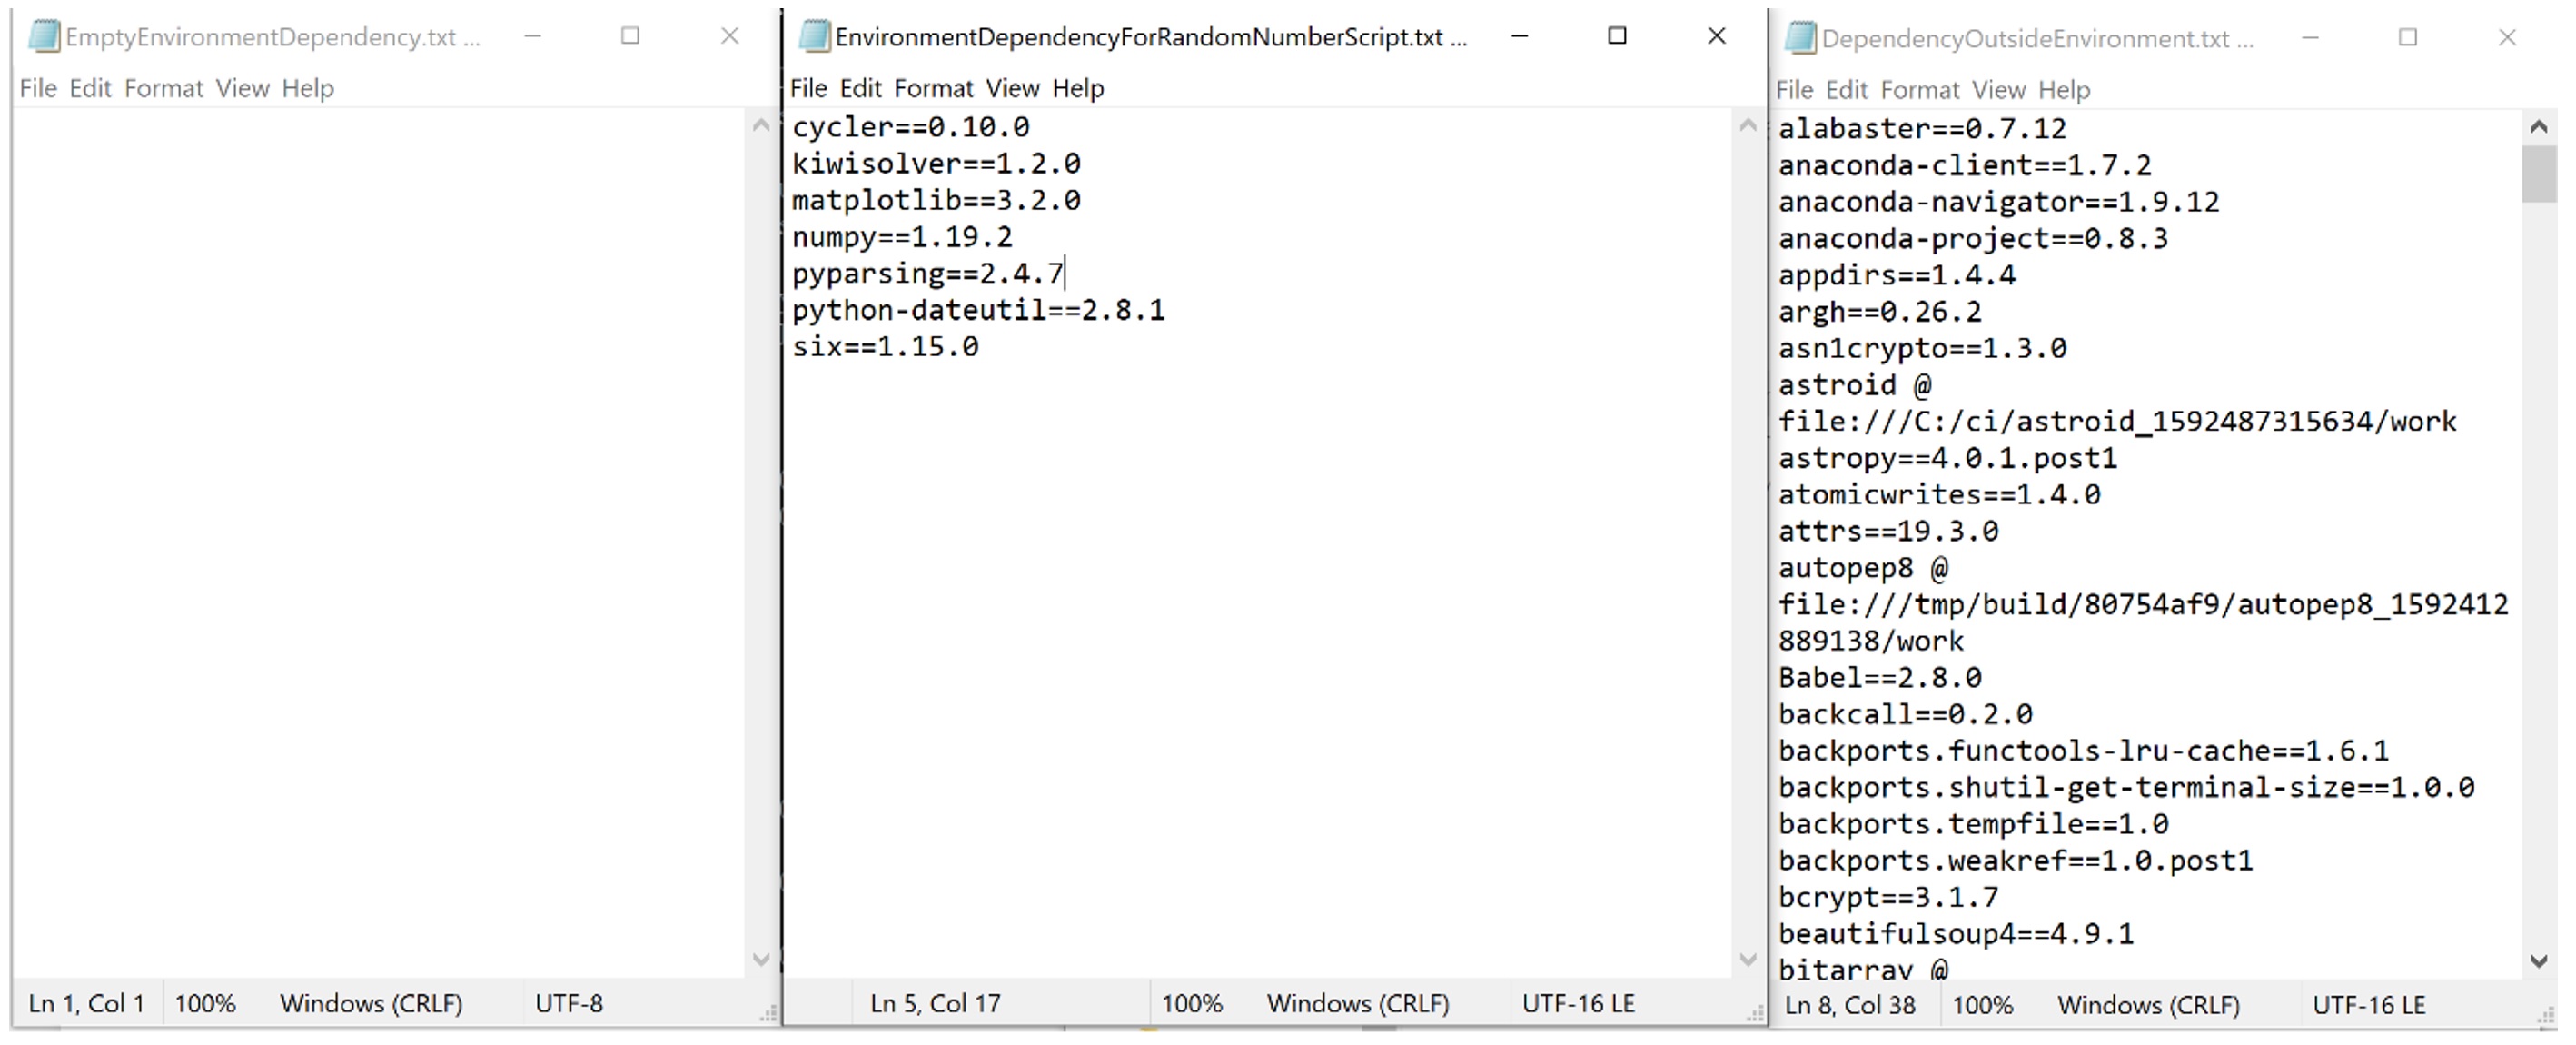 EmptyEnvironmentDependency.txt ...
File Edit Format View Help
Ln 1, Col 1 100% Windows (CRLF) UTF-8
EnvironmentDependencyForRandomNumberScript.txt ...
File Edit Format View Help
cycler==0.10.0
kiwisolver==1.2.0
matplotlib==3.2.0
numpy==1.19.2
pyparsing==2.4.7
python-dateutil==2.8.1
six==1.15.0
Ln 5, Col 17 100% Windows (CRLF) UTF-16 LE
DependencyOutsideEnvironment.txt ...
File Edit Format View Help
alabaster==0.7.12
anaconda-client==1.7.2
anaconda-navigator==1.9.12
anaconda-project==0.8.3
appdirs==1.4.4
argh==0.26.2
asn1crypto==1.3.0
astroid @
file:///C:/ci/astroid_1592487315634/work
astropy==4.0.1.post1
atomicwrites==1.4.0
attrs==19.3.0
autopep8 @
file:///tmp/build/80754af9/autopep8_1592412
889138/work
Babel==2.8.0
backcall==0.2.0
backports.functools-lru-cache==1.6.1
backports.shutil-get-terminal-size==1.0.0
backports.tempfile==1.0
backports.weakref==1.0.post1
bcrypt==3.1.7
beautifulsoup4==4.9.1
bitarray @
Ln 8, Col 38 100% Windows (CRLF) UTF-16 LE